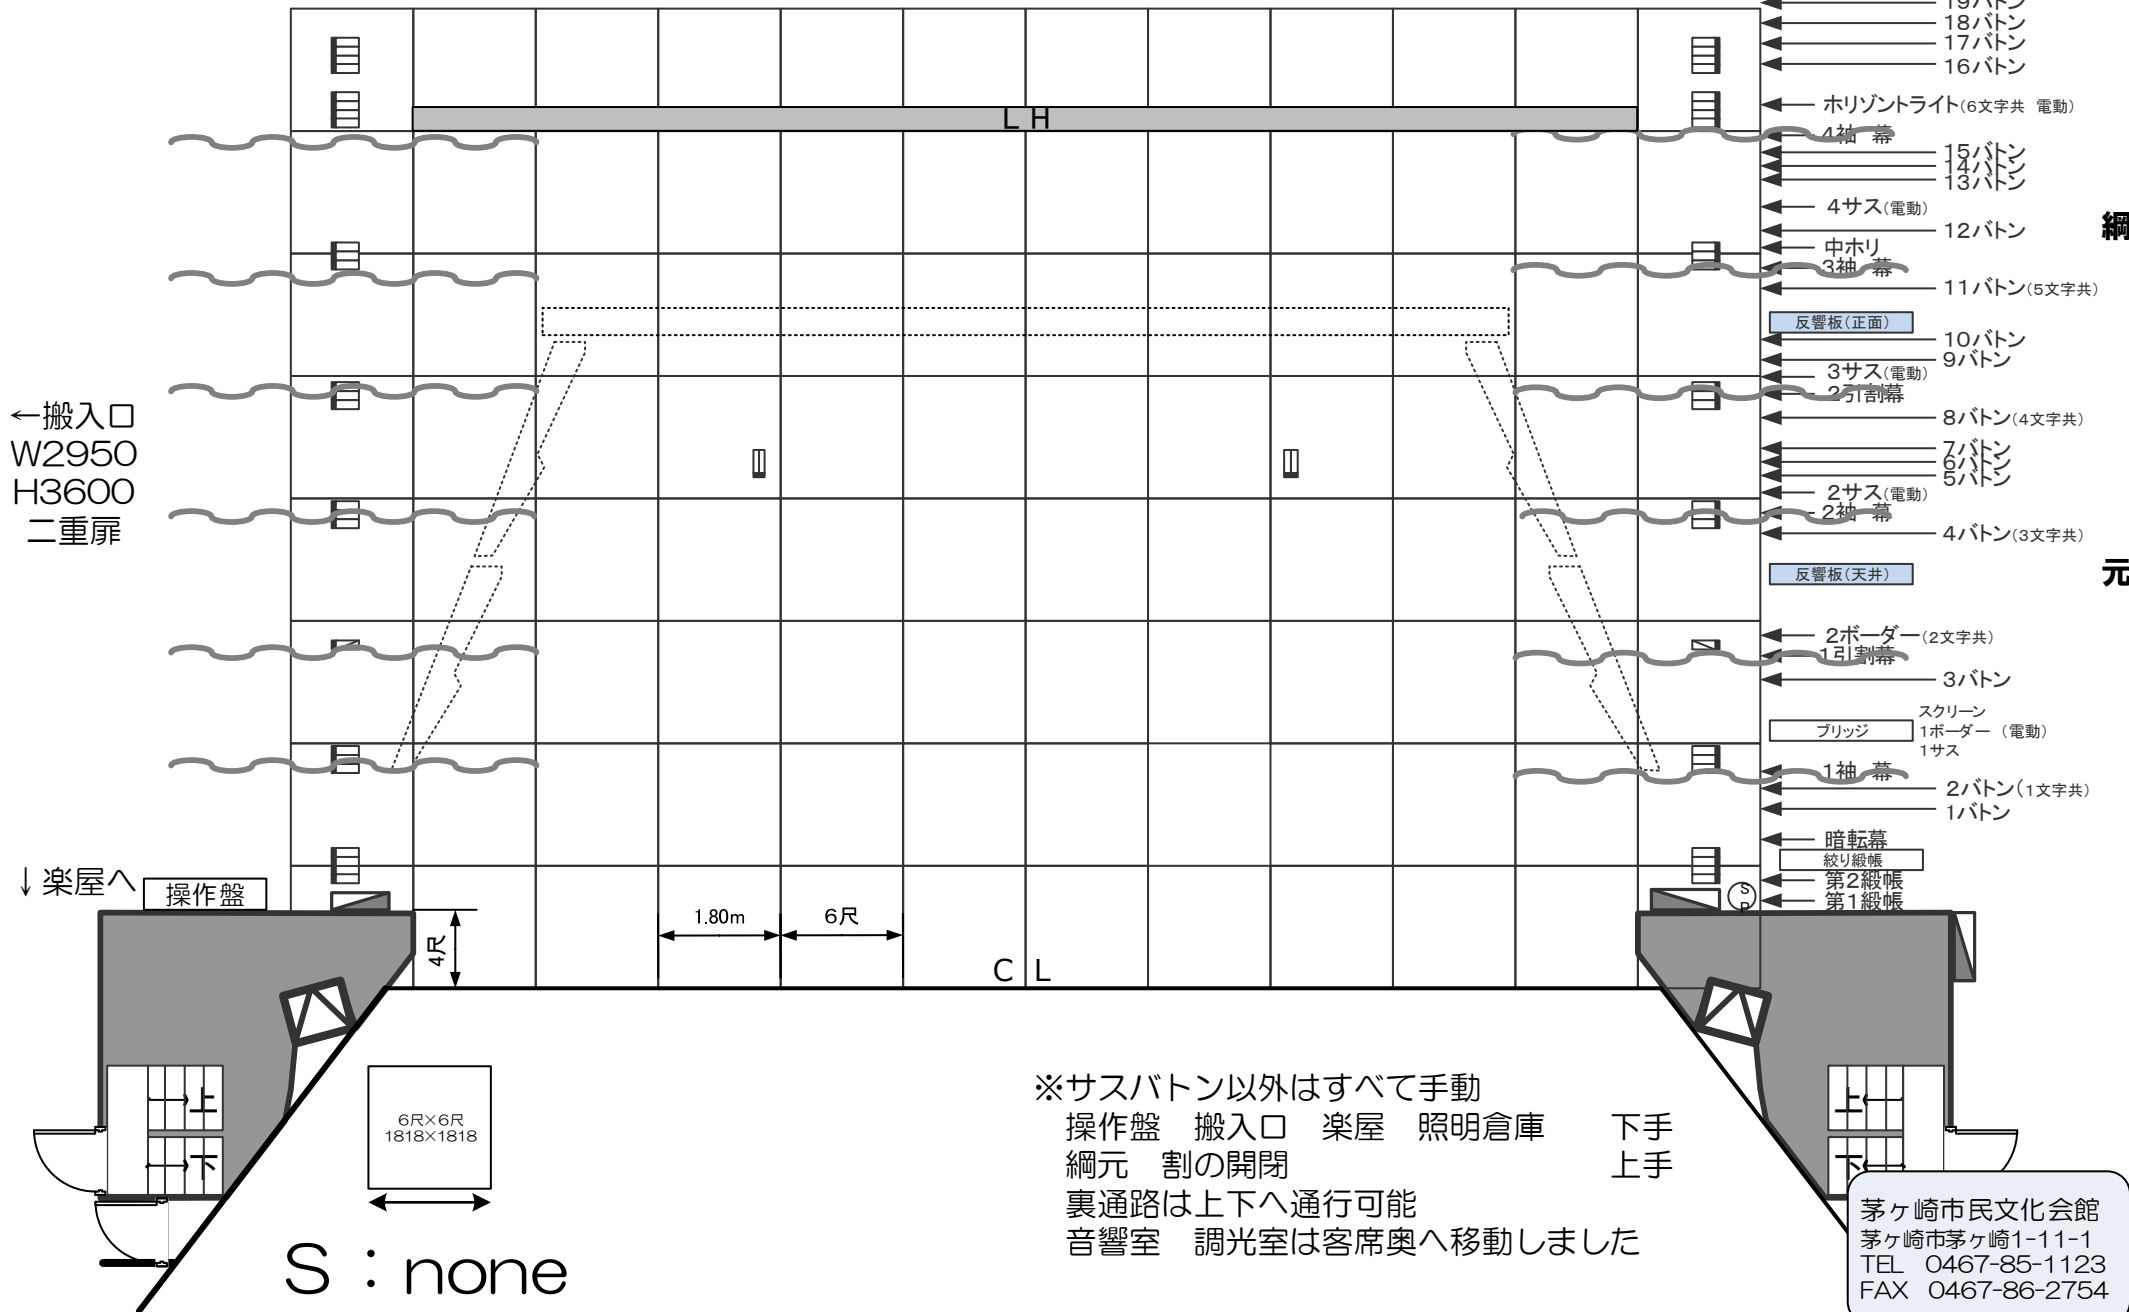 19バトン
18バトン
17バトン
16バトン
ホリゾントライト(6文字共 電動)
LH
4袖 幕
15バトン
14バトン
13バトン
4サス(電動)
12バトン
綱
中ホリ
3袖 幕
11バトン(5文字共)
反響板(正面)
10バトン
9バトン
3サス(電動)
2引割幕
8バトン(4文字共)
7バトン
6バトン
5バトン
2サス(電動)
2袖 幕
4バトン(3文字共)
反響板(天井)
元
2ボーダー(2文字共)
1引割幕
3バトン
スクリーン
ブリッジ 1ボーダー (電動)
1サス
1袖 幕
2バトン(1文字共)
1バトン
暗転幕
絞り緞帳
第2緞帳
第1緞帳
SP
←搬入口
W2950
H3600
二重扉
↓楽屋へ
操作盤
4尺
1.80m
6尺
CL
上
下
上
下
6尺×6尺
1818×1818
S:none
※サスバトン以外はすべて手動
操作盤 搬入口 楽屋 照明倉庫 下手
綱元 割の開閉 上手
裏通路は上下へ通行可能
音響室 調光室は客席奥へ移動しました
茅ヶ崎市民文化会館
茅ヶ崎市茅ヶ崎1-11-1
TEL 0467-85-1123
FAX 0467-86-2754